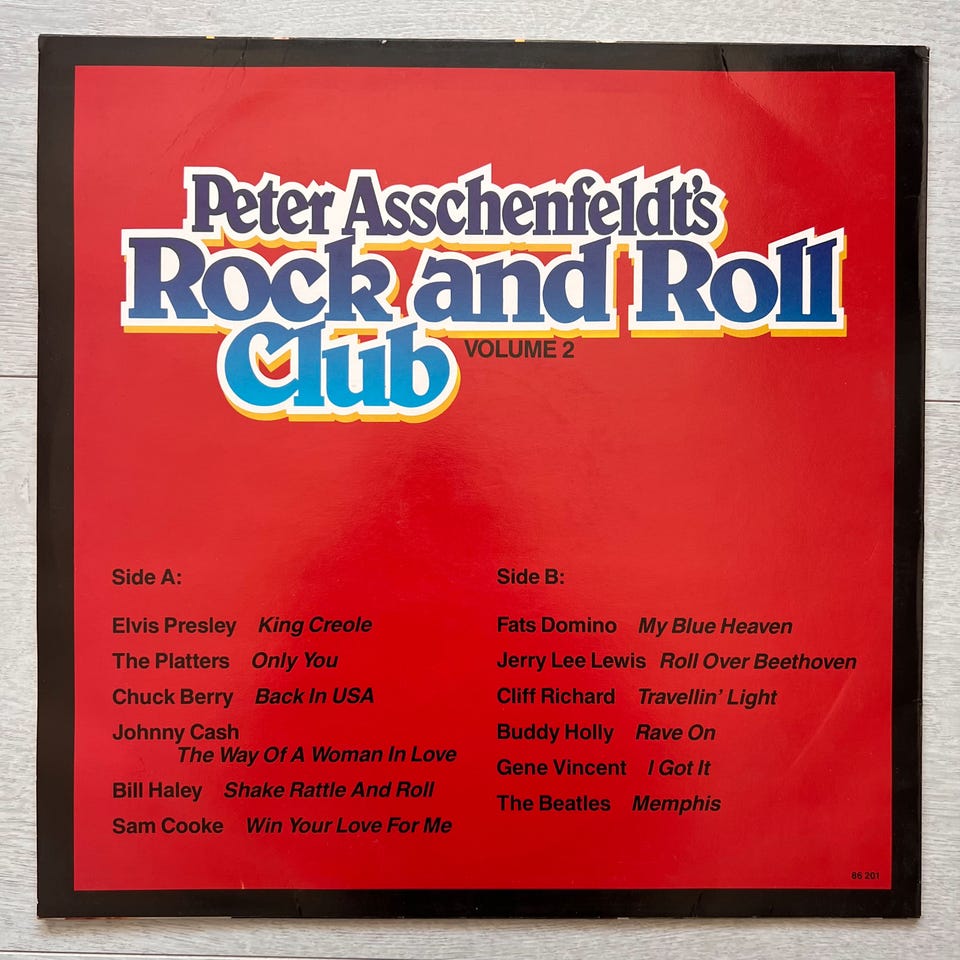 Peter Asschenfeldt's
Rock and Roll
Club
VOLUME 2
Side A:
Elvis Presley King Creole
The Platters Only You
Chuck Berry Back In USA
Johnny Cash
The Way Of A Woman In Love
Bill Haley Shake Rattle And Roll
Sam Cooke Win Your Love For Me
Side B:
Fats Domino My Blue Heaven
Jerry Lee Lewis Roll Over Beethoven
Cliff Richard Travellin' Light
Buddy Holly Rave On
Gene Vincent I Got It
The Beatles Memphis
86 201